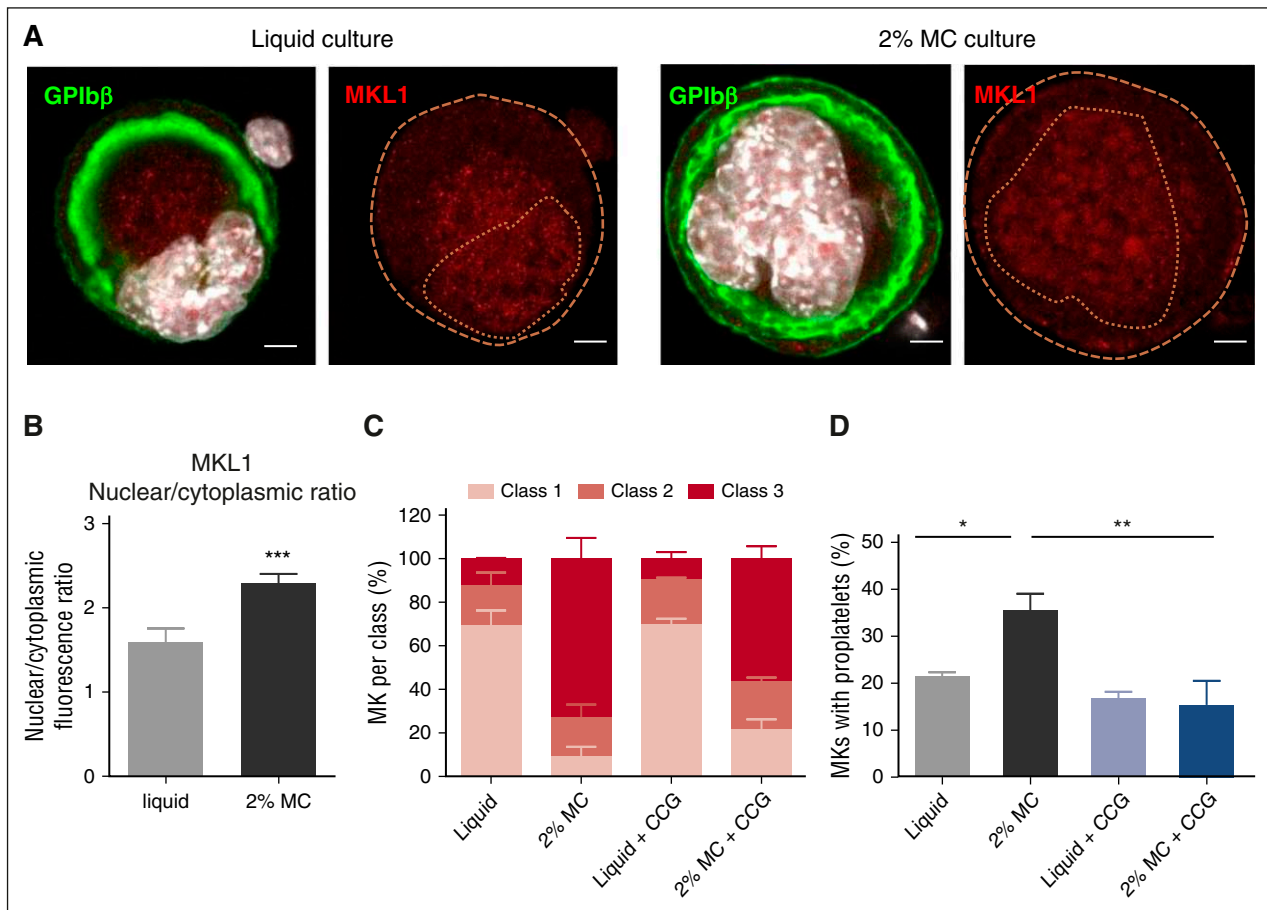 A
Liquid culture
2% MC culture
GPIbβ
MKL1
GPIbβ
MKL1
B
MKL1
Nuclear/cytoplasmic ratio
Nuclear/cytoplasmic
fluorescence ratio
3
2
1
0
***
liquid
2% MC
C
Class 1
Class 2
Class 3
MK per class (%)
120
100
80
60
40
20
0
Liquid
2% MC
Liquid + CCG
2% MC + CCG
D
MKs with proplatelets (%)
50
40
30
20
10
0
*
**
Liquid
2% MC
Liquid + CCG
2% MC + CCG